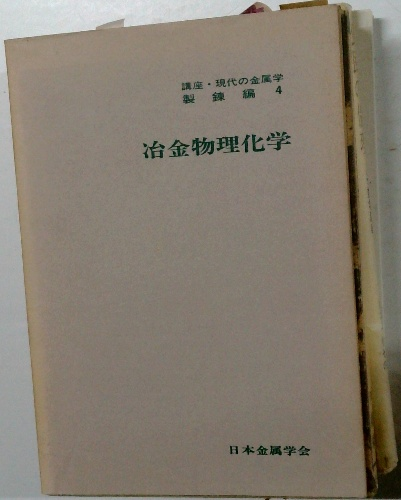 講座・現代の金属学
製錬編 4
冶金物理化学
日本金属学会